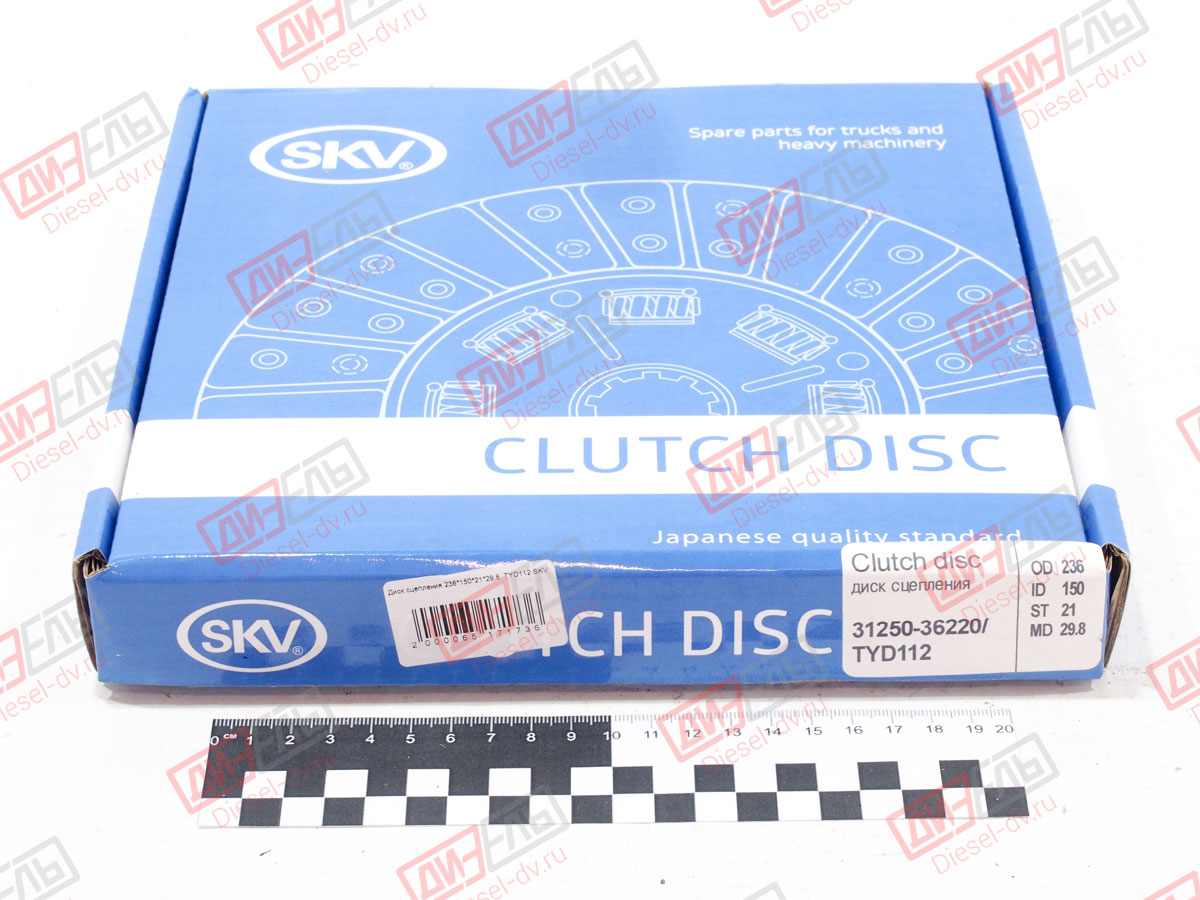 SKV®
Spare parts for trucks and
heavy machinery
CLUTCH DISC
Japanese quality standard
SKV®
Диск сцепления 236*150*21*29.8, TYD112 SKV
2000065171736
TCH DISC
Clutch disc
диск сцепления
31250-36220/
TYD112
OD 236
ID 150
ST 21
MD 29.8
0 см 1 2 3 4 5 6 7 8 9 10 11 12 13 14 15 16 17 18 19 20
ДИЭЕЛЬ
Diesel-dv.ru